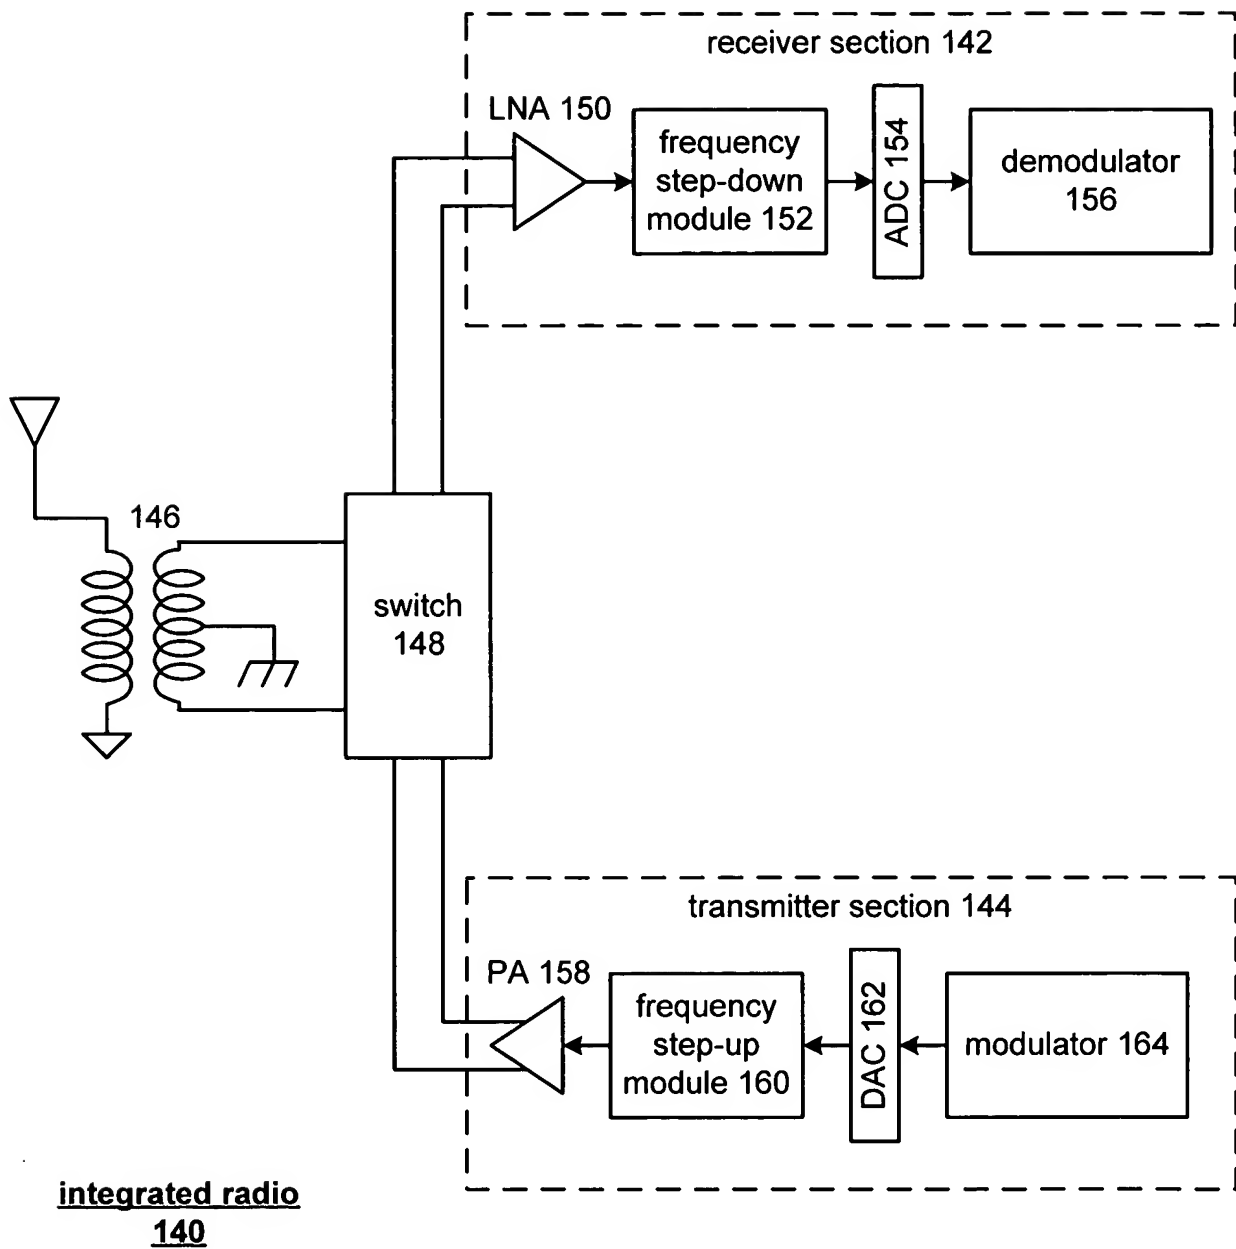 receiver section 142
LNA 150
frequency
step-down
module 152
ADC 154
demodulator
156
146
switch
148
transmitter section 144
PA 158
frequency
step-up
module 160
DAC 162
modulator 164
integrated radio
140